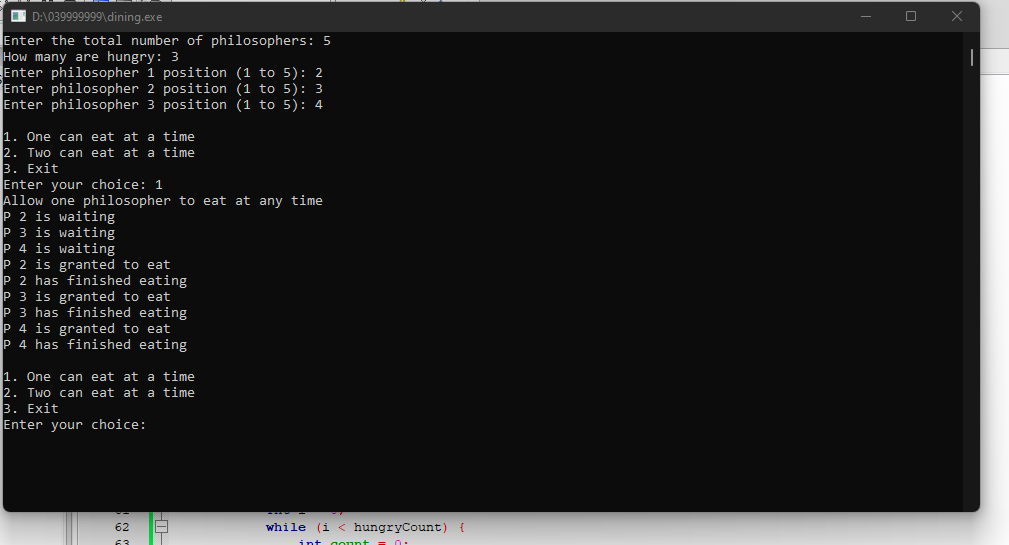 D:\039999999\dining.exe
Enter the total number of philosophers: 5
How many are hungry: 3
Enter philosopher 1 position (1 to 5): 2
Enter philosopher 2 position (1 to 5): 3
Enter philosopher 3 position (1 to 5): 4
1. One can eat at a time
2. Two can eat at a time
3. Exit
Enter your choice: 1
Allow one philosopher to eat at any time
P 2 is waiting
P 3 is waiting
P 4 is waiting
P 2 is granted to eat
P 2 has finished eating
P 3 is granted to eat
P 3 has finished eating
P 4 is granted to eat
P 4 has finished eating
1. One can eat at a time
2. Two can eat at a time
3. Exit
Enter your choice:
62 while (i < hungryCount) {
63 int count = 0;